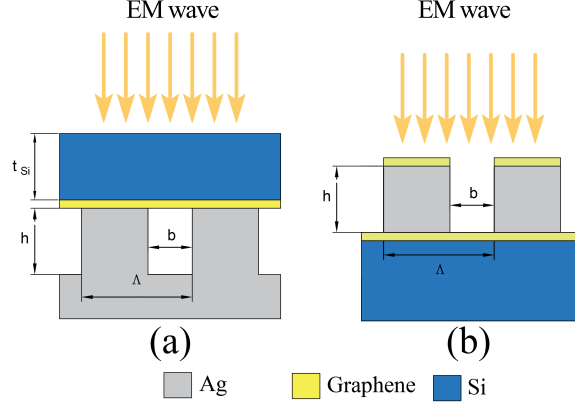 EM wave
EM wave
t Si
h
b
Λ
h
b
Λ
(a)
(b)
Ag
Graphene
Si